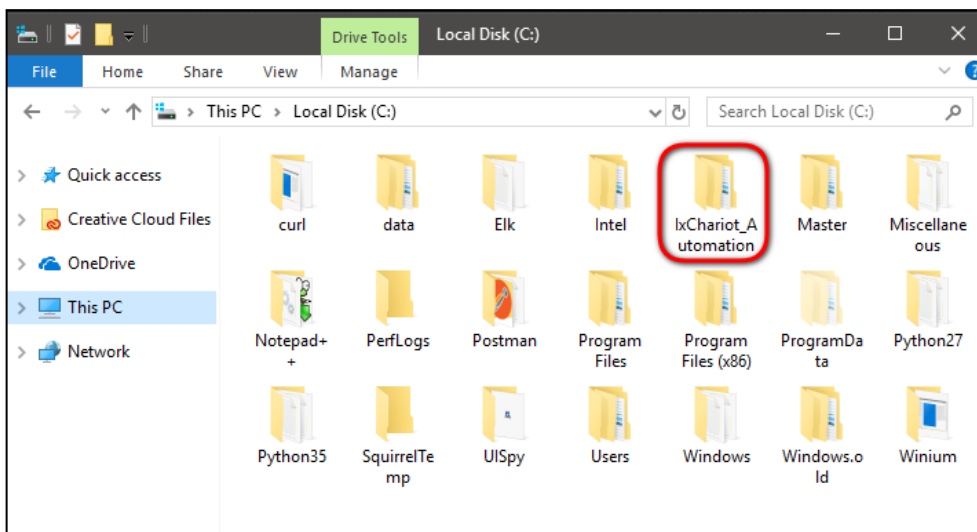 Drive Tools Local Disk (C:)
File Home Share View Manage
This PC > Local Disk (C:) Search Local Disk (C:)
Quick access
Creative Cloud Files
OneDrive
This PC
Network
curl data Elk Intel IxChariot_A Master Miscellane
utomation ous
Notepad+ PerfLogs Postman Program Program ProgramDa Python27
+ Files Files (x86) ta
Python35 SquirrelTe UISpy Users Windows Windows.o Winium
mp ld